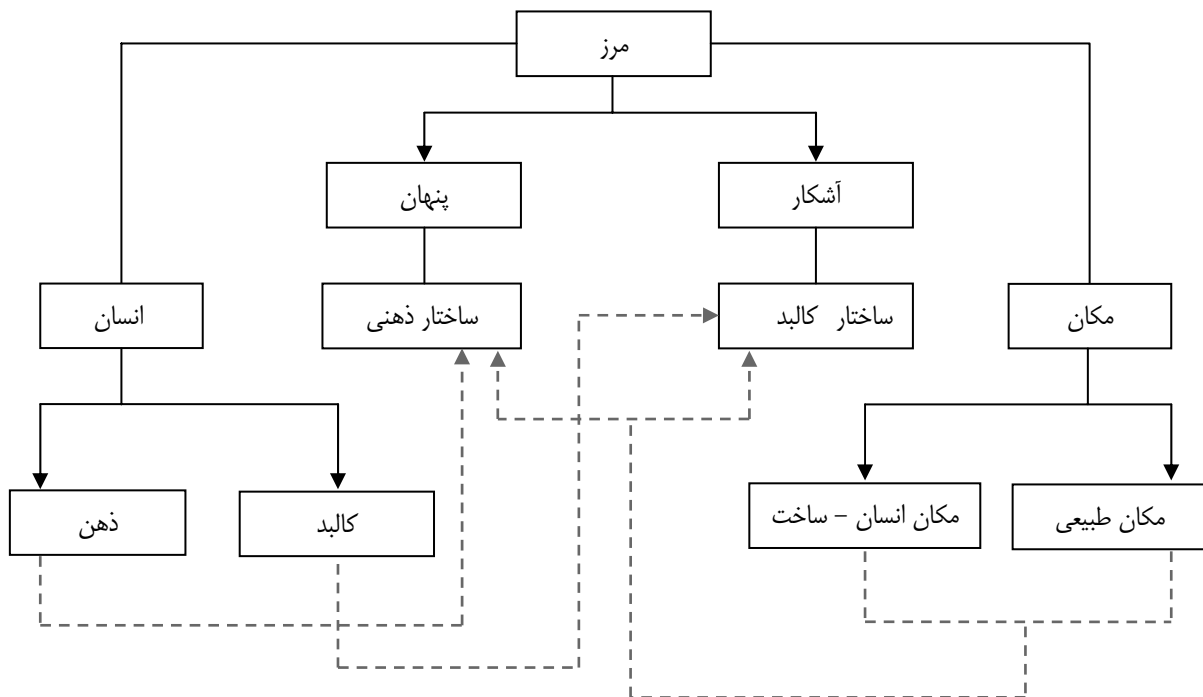 مرز
آشکار
پنهان
مکان
ساختار کالبد
ساختار ذهنی
انسان
مکان طبیعی
مکان انسان – ساخت
کالبد
ذهن